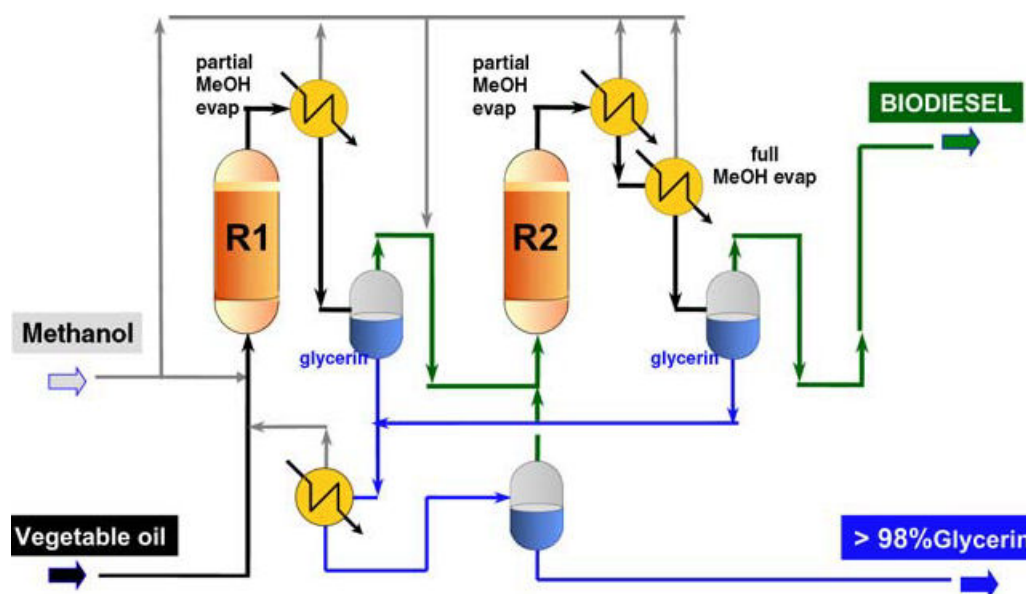 partial
MeOH
evap
partial
MeOH
evap
BIODIESEL
full
MeOH evap
R1
R2
Methanol
glycerin
glycerin
Vegetable oil
> 98%Glycerin